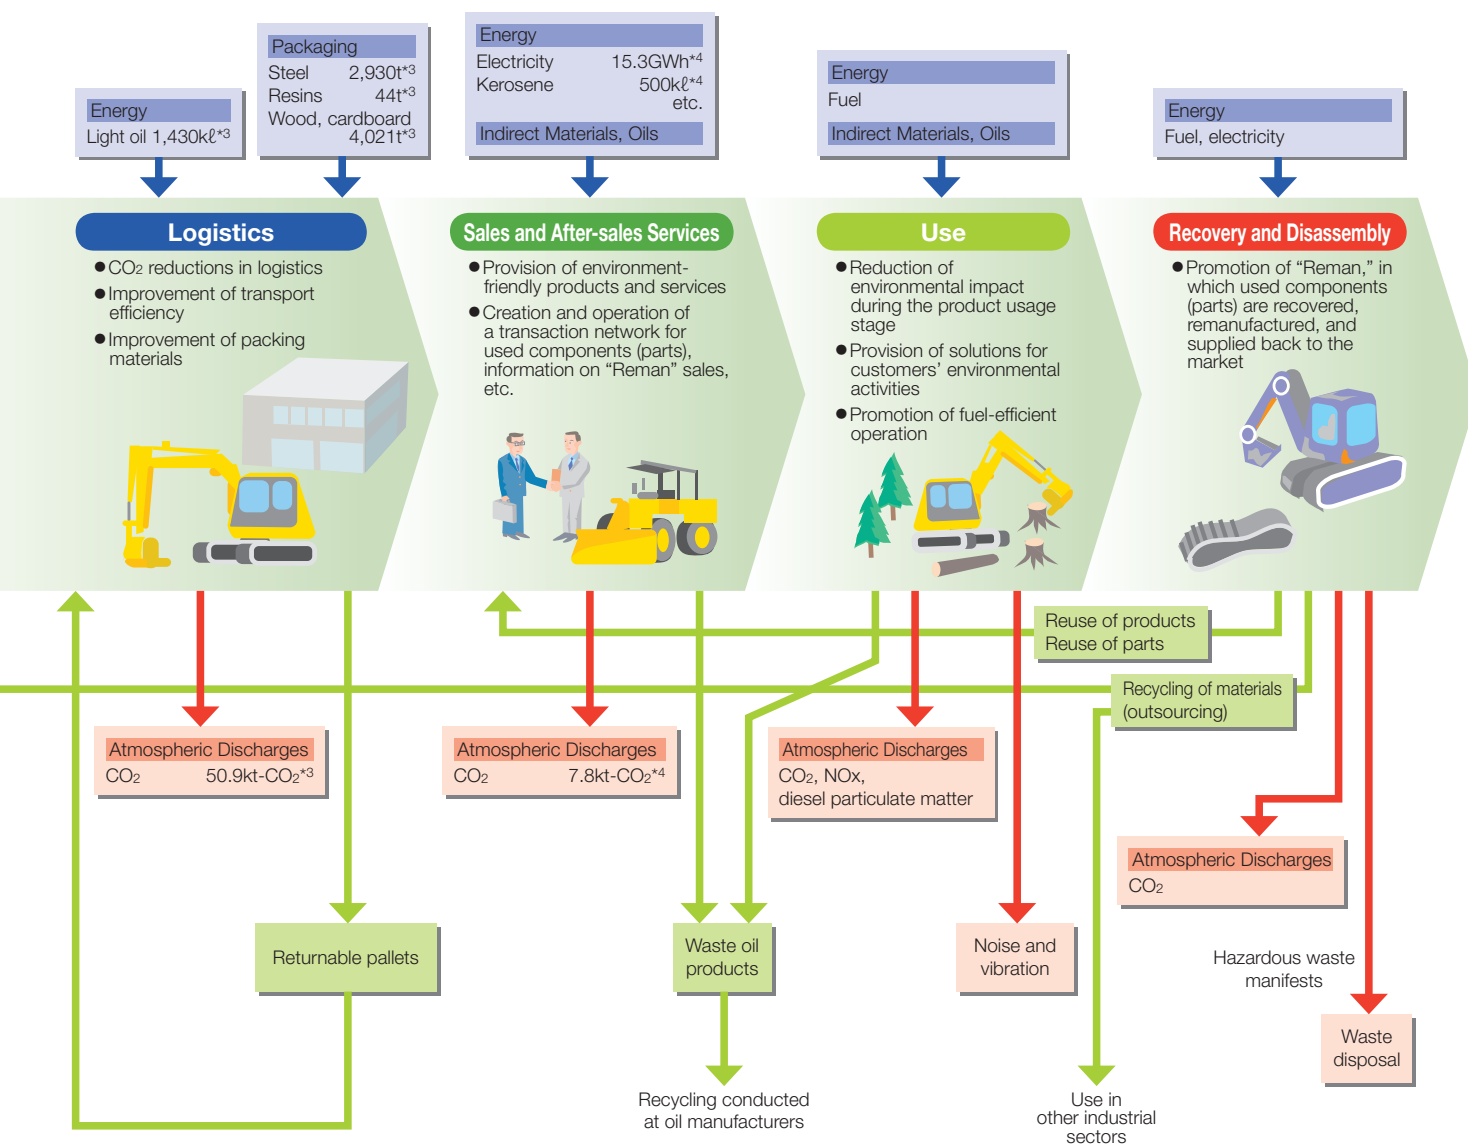 Energy
Light oil 1,430kℓ*3
Packaging
Steel 2,930t*3
Resins 44t*3
Wood, cardboard
4,021t*3
Energy
Electricity 15.3GWh*4
Kerosene 500kℓ*4
etc.
Indirect Materials, Oils
Energy
Fuel
Indirect Materials, Oils
Energy
Fuel, electricity
Logistics
●CO2 reductions in logistics
●Improvement of transport
efficiency
●Improvement of packing
materials
Sales and After-sales Services
●Provision of environment-
friendly products and services
●Creation and operation of
a transaction network for
used components (parts),
information on “Reman” sales,
etc.
Use
●Reduction of
environmental impact
during the product usage
stage
●Provision of solutions for
customers’ environmental
activities
●Promotion of fuel-efficient
operation
Recovery and Disassembly
●Promotion of “Reman,” in
which used components
(parts) are recovered,
remanufactured, and
supplied back to the
market
Reuse of products
Reuse of parts
Recycling of materials
(outsourcing)
Atmospheric Discharges
CO2 50.9kt-CO2*3
Atmospheric Discharges
CO2 7.8kt-CO2*4
Atmospheric Discharges
CO2, NOx,
diesel particulate matter
Atmospheric Discharges
CO2
Returnable pallets
Waste oil
products
Noise and
vibration
Hazardous waste
manifests
Waste
disposal
Recycling conducted
at oil manufacturers
Use in
other industrial
sectors